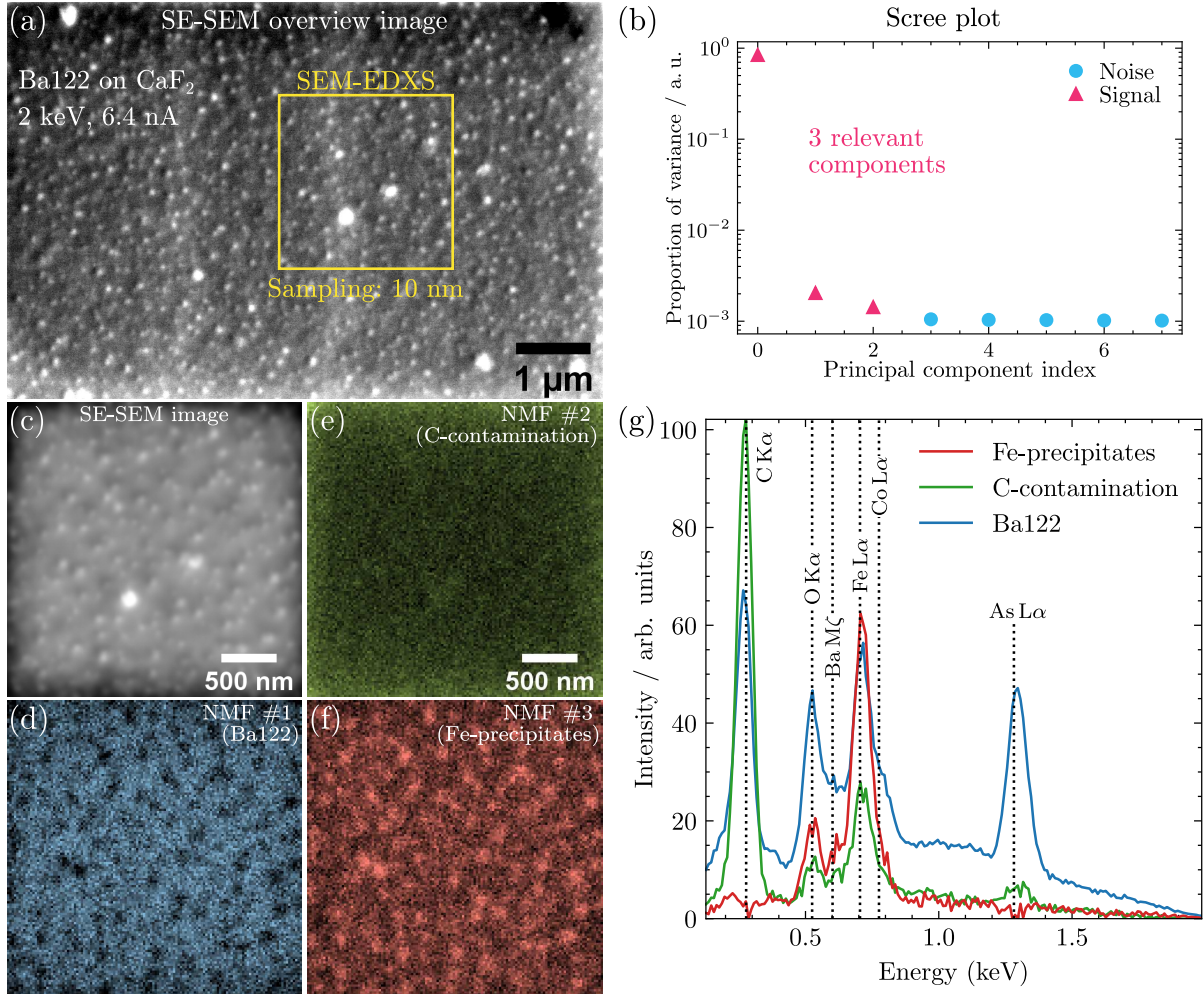 (a)
SE-SEM overview image
Ba122 on CaF₂
2 keV, 6.4 nA
SEM-EDXS
Sampling: 10 nm
1 µm
(b)
Scree plot
Proportion of variance / a. u.
10⁰
10⁻¹
10⁻²
10⁻³
Noise
Signal
3 relevant
components
0 2 4 6
Principal component index
(c)
SE-SEM image
500 nm
(e)
NMF #2
(C-contamination)
500 nm
(d)
NMF #1
(Ba122)
(f)
NMF #3
(Fe-precipitates)
(g)
Intensity / arb. units
100
80
60
40
20
0
C Kα
O Kα
Ba Mζ
Fe Lα
Co Lα
As Lα
Fe-precipitates
C-contamination
Ba122
0.5 1.0 1.5
Energy (keV)